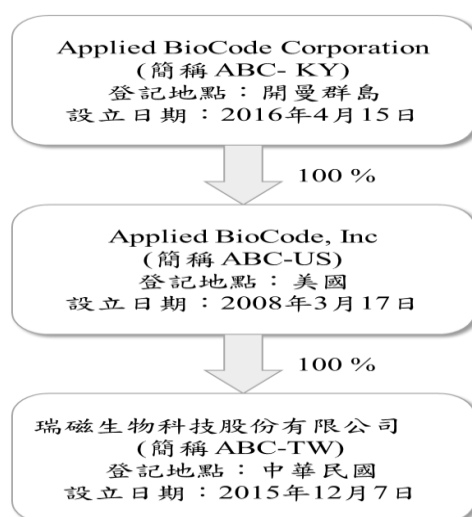 Applied BioCode Corporation
(簡稱 ABC- KY)
登記地點：開曼群島
設立日期：2016年4月15日
100 %
Applied BioCode, Inc
(簡稱 ABC-US)
登記地點：美國
設立日期：2008年3月17日
100 %
瑞磁生物科技股份有限公司
(簡稱 ABC-TW)
登記地點：中華民國
設立日期：2015年12月7日